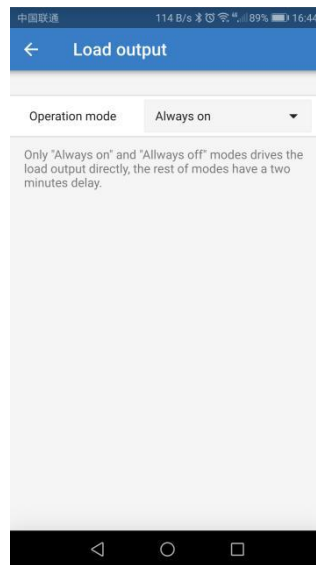 中国联通 114 B/s 89% 16:44
Load output
Operation mode Always on
Only "Always on" and "Allways off" modes drives the
load output directly, the rest of modes have a two
minutes delay.